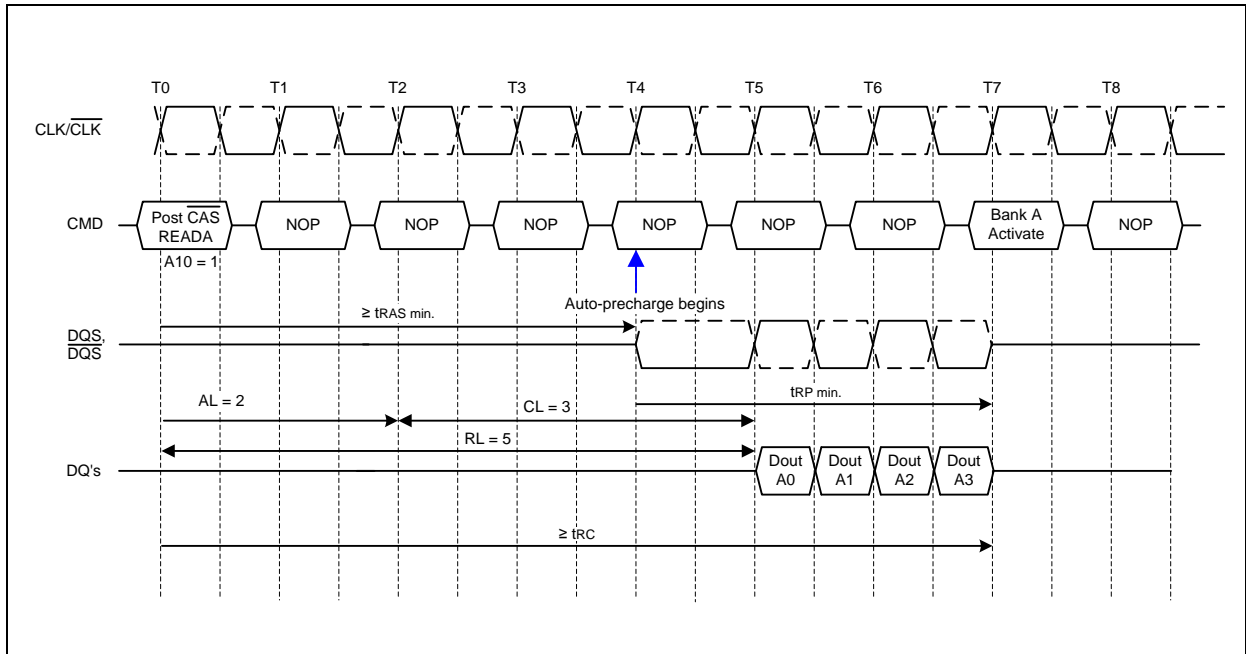 T0 T1 T2 T3 T4 T5 T6 T7 T8
CLK/CLK
CMD
Post CAS
READA
NOP NOP NOP NOP NOP NOP
Bank A
Activate
NOP
A10 = 1
Auto-precharge begins
≥ tRAS min.
DQS,
DQS
tRP min.
AL = 2
CL = 3
RL = 5
DQ's
Dout
A0
Dout
A1
Dout
A2
Dout
A3
≥ tRC